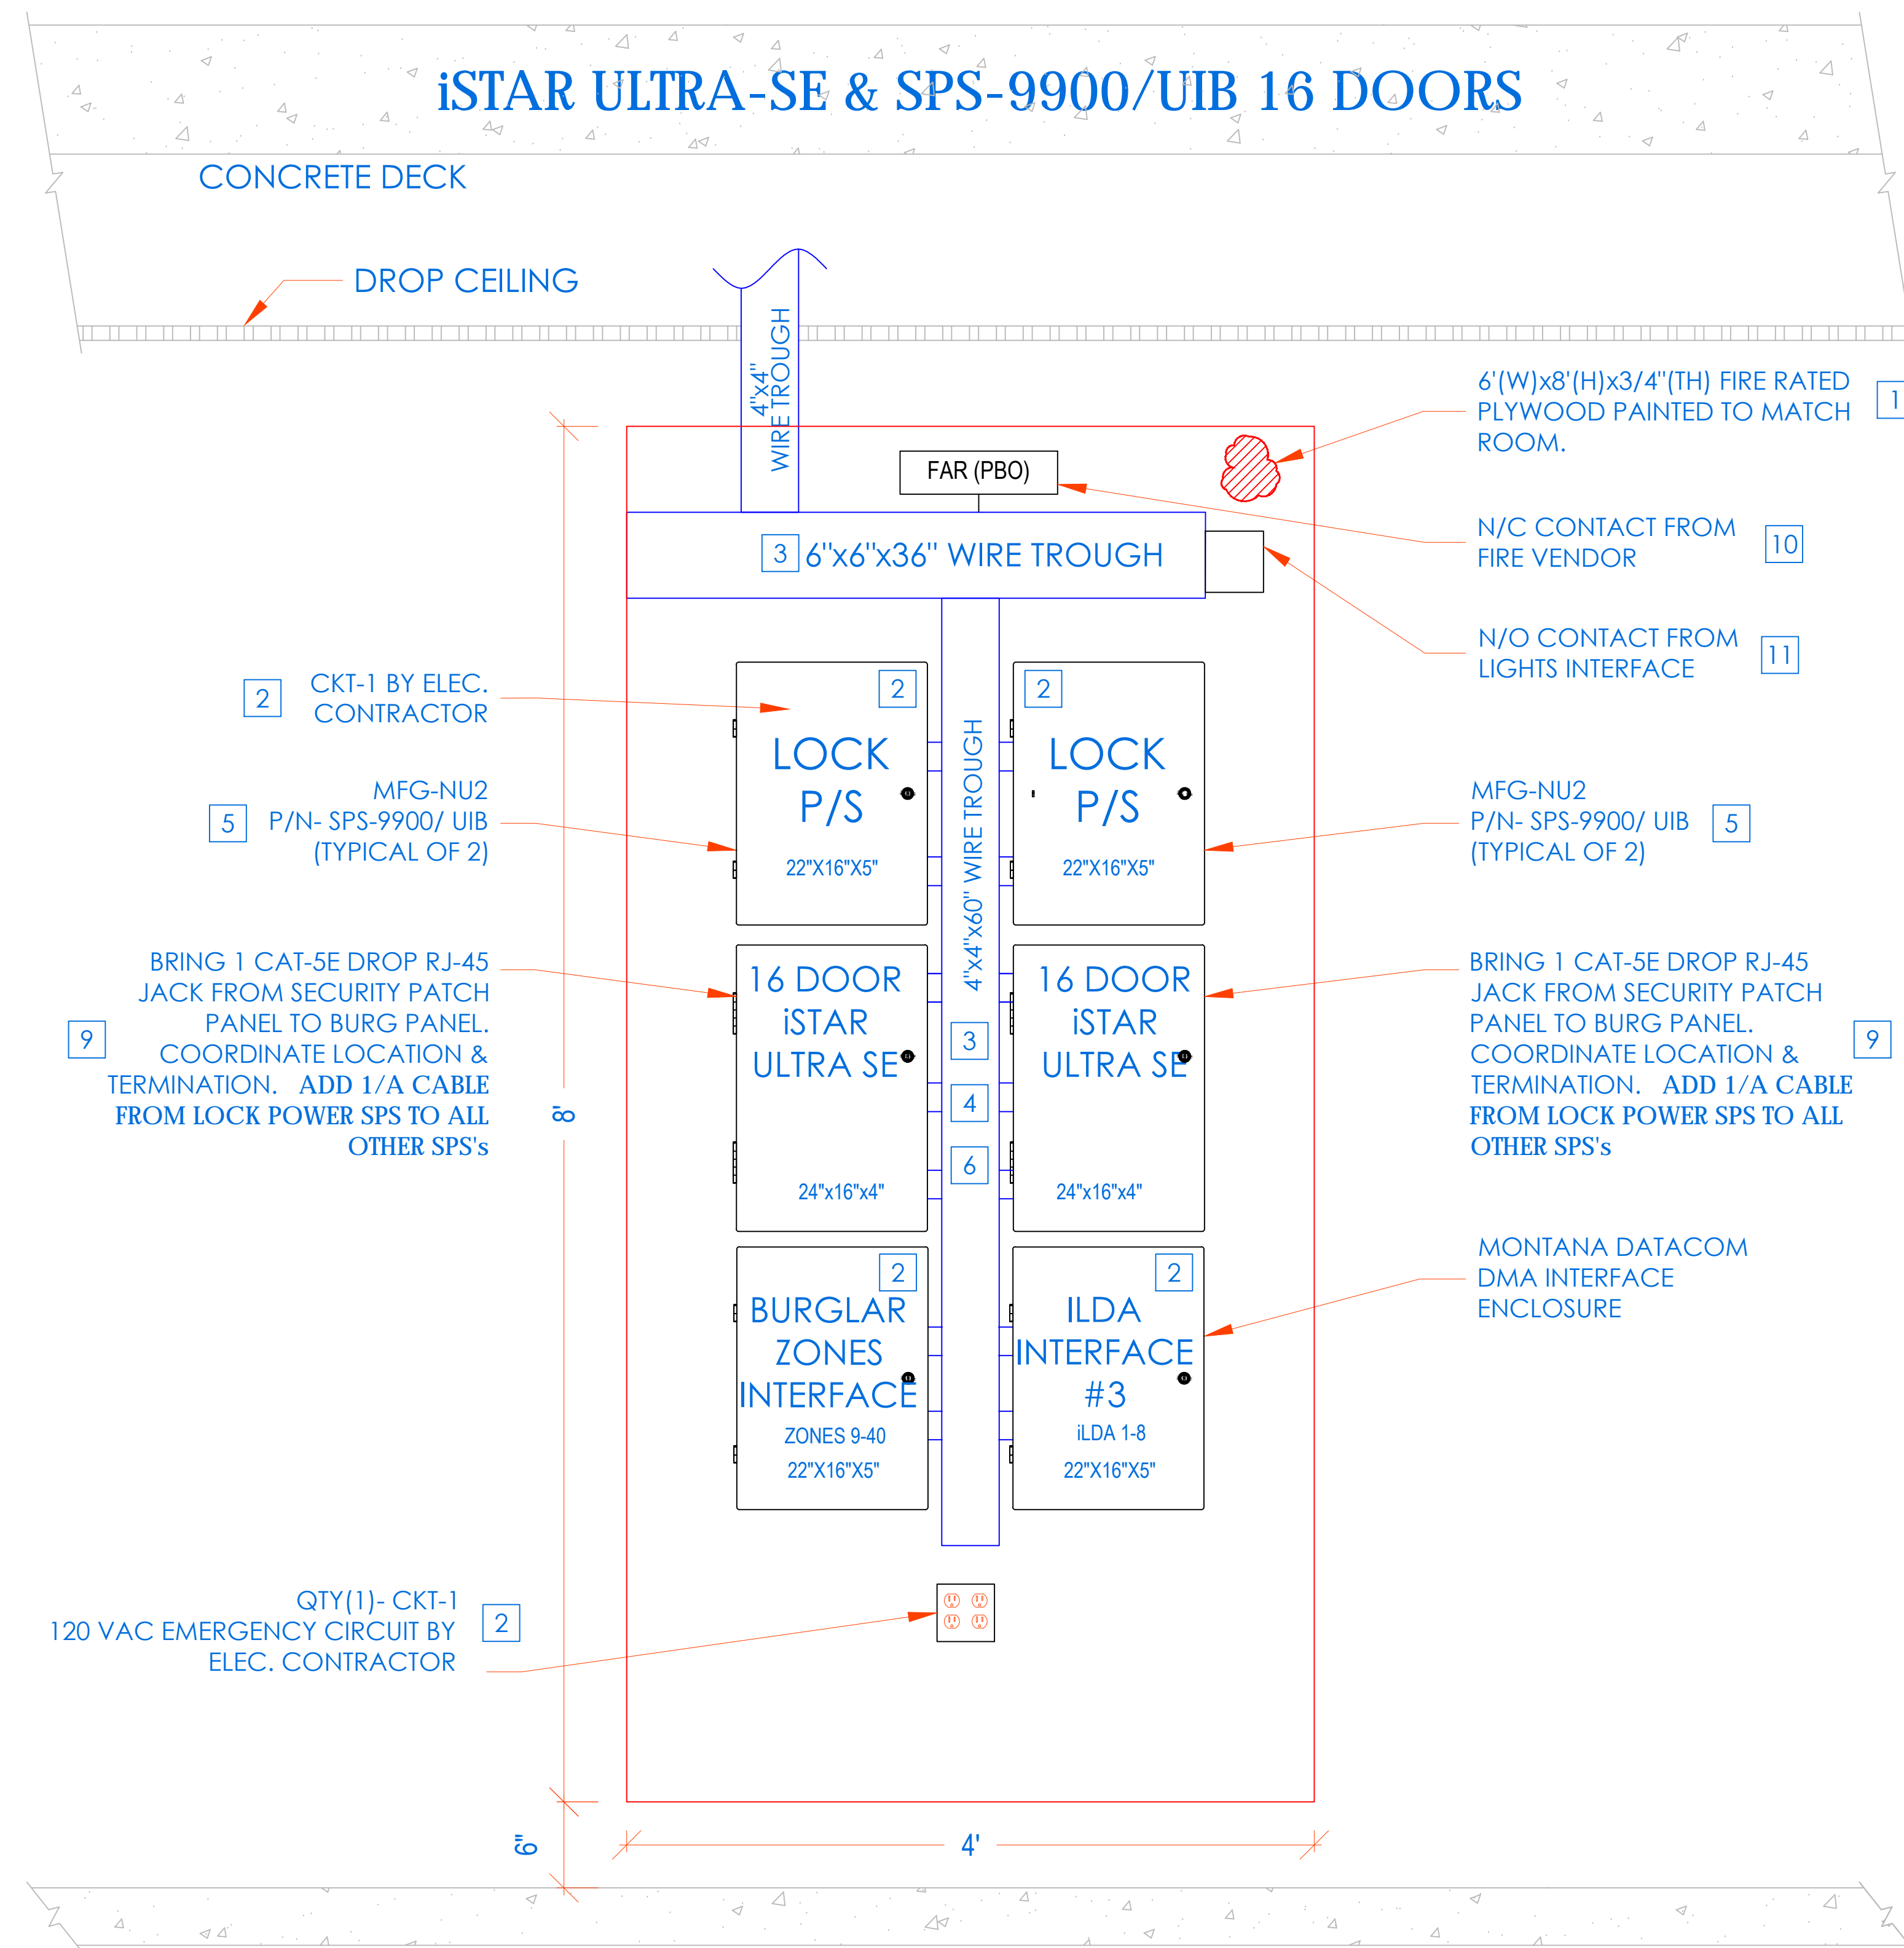 iSTAR ULTRA-SE & SPS-9900/UIB 16 DOORS
CONCRETE DECK
DROP CEILING
4"x4"
WIRE TROUGH
6'(W)x8'(H)x3/4"(TH) FIRE RATED
PLYWOOD PAINTED TO MATCH
ROOM.
1
FAR (PBO)
N/C CONTACT FROM
FIRE VENDOR
10
3
6"x6"x36" WIRE TROUGH
N/O CONTACT FROM
LIGHTS INTERFACE
11
2
CKT-1 BY ELEC.
CONTRACTOR
2
LOCK
P/S
22"X16"X5"
2
LOCK
P/S
22"X16"X5"
4"x4"x60" WIRE TROUGH
MFG-NU2
P/N- SPS-9900/ UIB
(TYPICAL OF 2)
5
MFG-NU2
P/N- SPS-9900/ UIB
(TYPICAL OF 2)
5
BRING 1 CAT-5E DROP RJ-45
JACK FROM SECURITY PATCH
PANEL TO BURG PANEL.
COORDINATE LOCATION &
TERMINATION. ADD 1/A CABLE
FROM LOCK POWER SPS TO ALL
OTHER SPS's
9
16 DOOR
iSTAR
ULTRA SE
24"x16"x4"
3
4
6
16 DOOR
iSTAR
ULTRA SE
24"x16"x4"
BRING 1 CAT-5E DROP RJ-45
JACK FROM SECURITY PATCH
PANEL TO BURG PANEL.
COORDINATE LOCATION &
TERMINATION. ADD 1/A CABLE
FROM LOCK POWER SPS TO ALL
OTHER SPS's
9
8'
2
BURGLAR
ZONES
INTERFACE
ZONES 9-40
22"X16"X5"
2
ILDA
INTERFACE
#3
iLDA 1-8
22"X16"X5"
MONTANA DATACOM
DMA INTERFACE
ENCLOSURE
QTY(1)- CKT-1
120 VAC EMERGENCY CIRCUIT BY
ELEC. CONTRACTOR
2
6"
4'